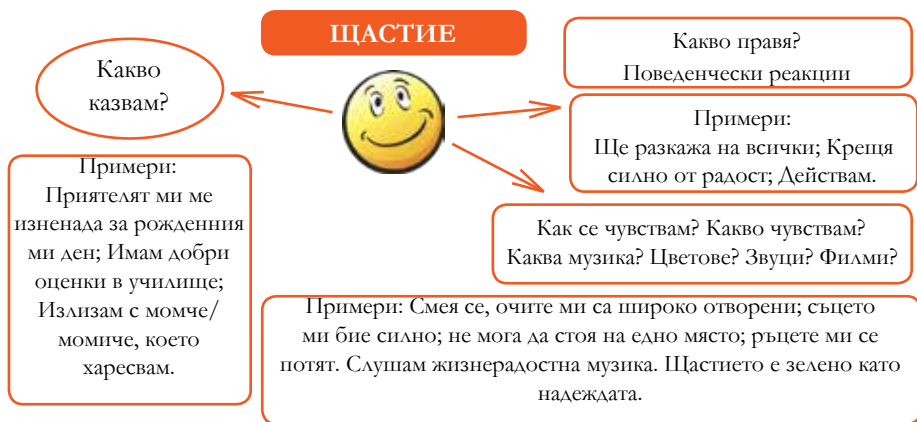 ЩАСТИЕ
Какво
казвам?
Какво правя?
Поведенчески реакции
Примери:
Ще разкажа на всички; Крещя
силно от радост; Действам.
Примери:
Приятелят ми ме
изненада за рожденния
ми ден; Имам добри
оценки в училище;
Излизам с момче/
момиче, което
харесвам.
Как се чувствам? Какво чувствам?
Каква музика? Цветове? Звуци? Филми?
Примери: Смея се, очите ми са широко отворени; съцето
ми бие силно; не мога да стоя на едно място; ръцете ми се
потят. Слушам жизнерадостна музика. Щастието е зелено като
надеждата.